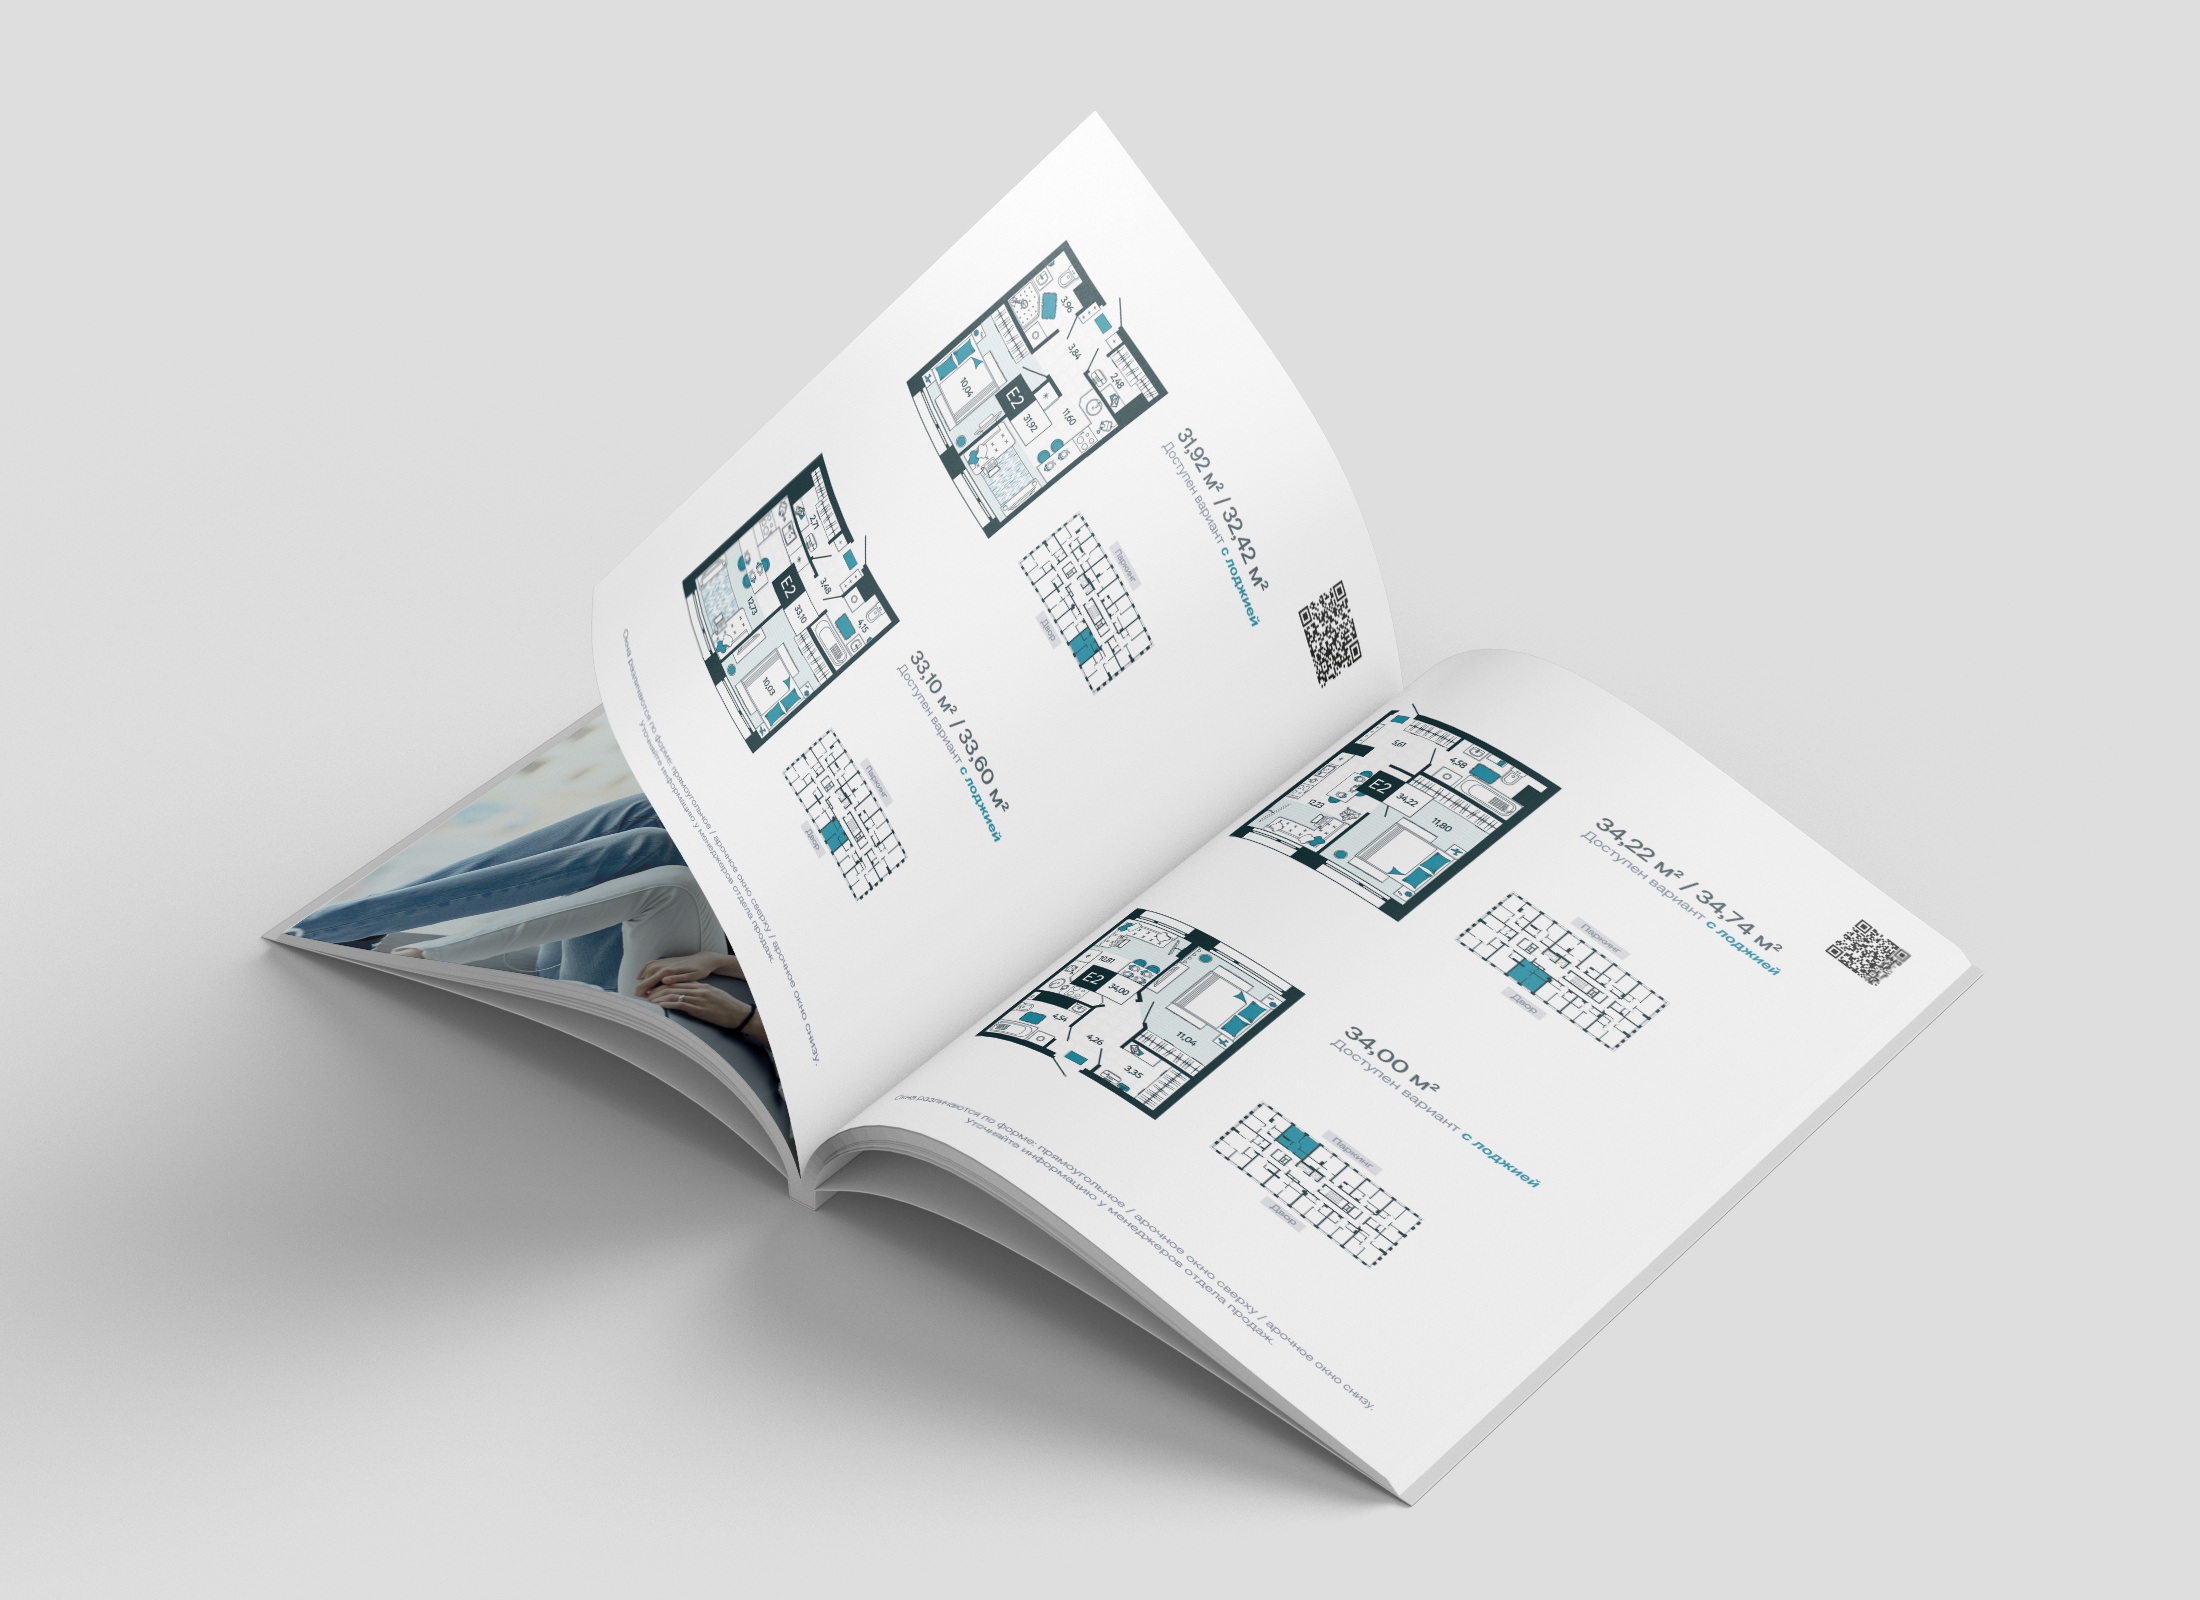 3,96
3,84
2,48
10,04
E2
31,92
11,60
31,92 м² / 32,42 м²
Доступен вариант с лоджией
Паркинг
Двор
2,71
3,48
4,15
12,73
E2
33,10
10,03
33,10 м² / 33,60 м²
Доступен вариант с лоджией
Паркинг
Двор
Окна различаются по форме: прямоугольное / арочное окно сверху / арочное окно снизу.
Уточняйте информацию у менеджеров отдела продаж.
5,61
4,58
E2
34,22
12,23
11,80
34,22 м² / 34,74 м²
Доступен вариант с лоджией
Паркинг
Двор
12,81
E2
34,00
4,54
4,26
11,04
3,35
34,00 м²
Доступен вариант с лоджией
Паркинг
Двор
Окна различаются по форме: прямоугольное / арочное окно сверху / арочное окно снизу.
Уточняйте информацию у менеджеров отдела продаж.